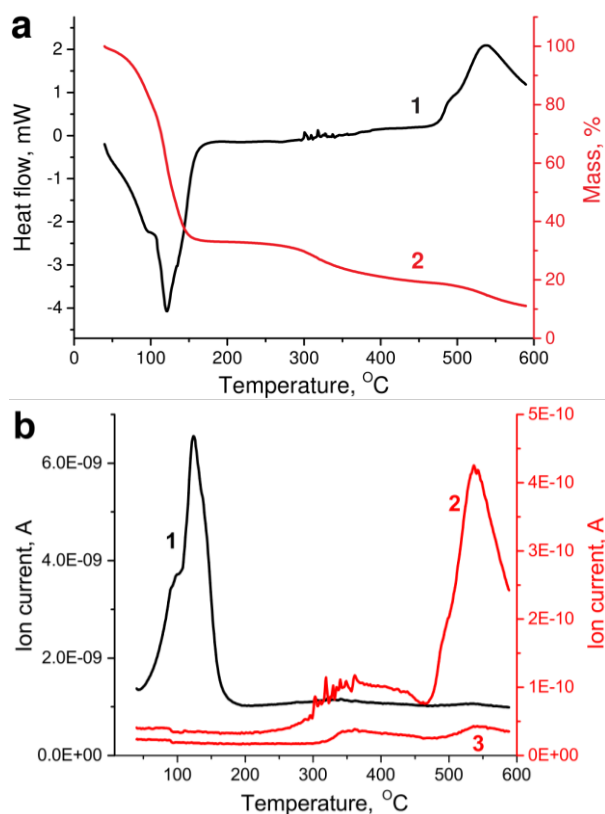 a
2
1
0
-1
-2
-3
-4
Heat flow, mW
100
80
60
40
20
0
Mass, %
1
2
0 100 200 300 400 500 600
Temperature, °C
b
5E-10
4E-10
3E-10
2E-10
1E-10
0E+00
Ion current, A
6.0E-09
4.0E-09
2.0E-09
0.0E+00
Ion current, A
1
2
3
100 200 300 400 500 600
Temperature, °C